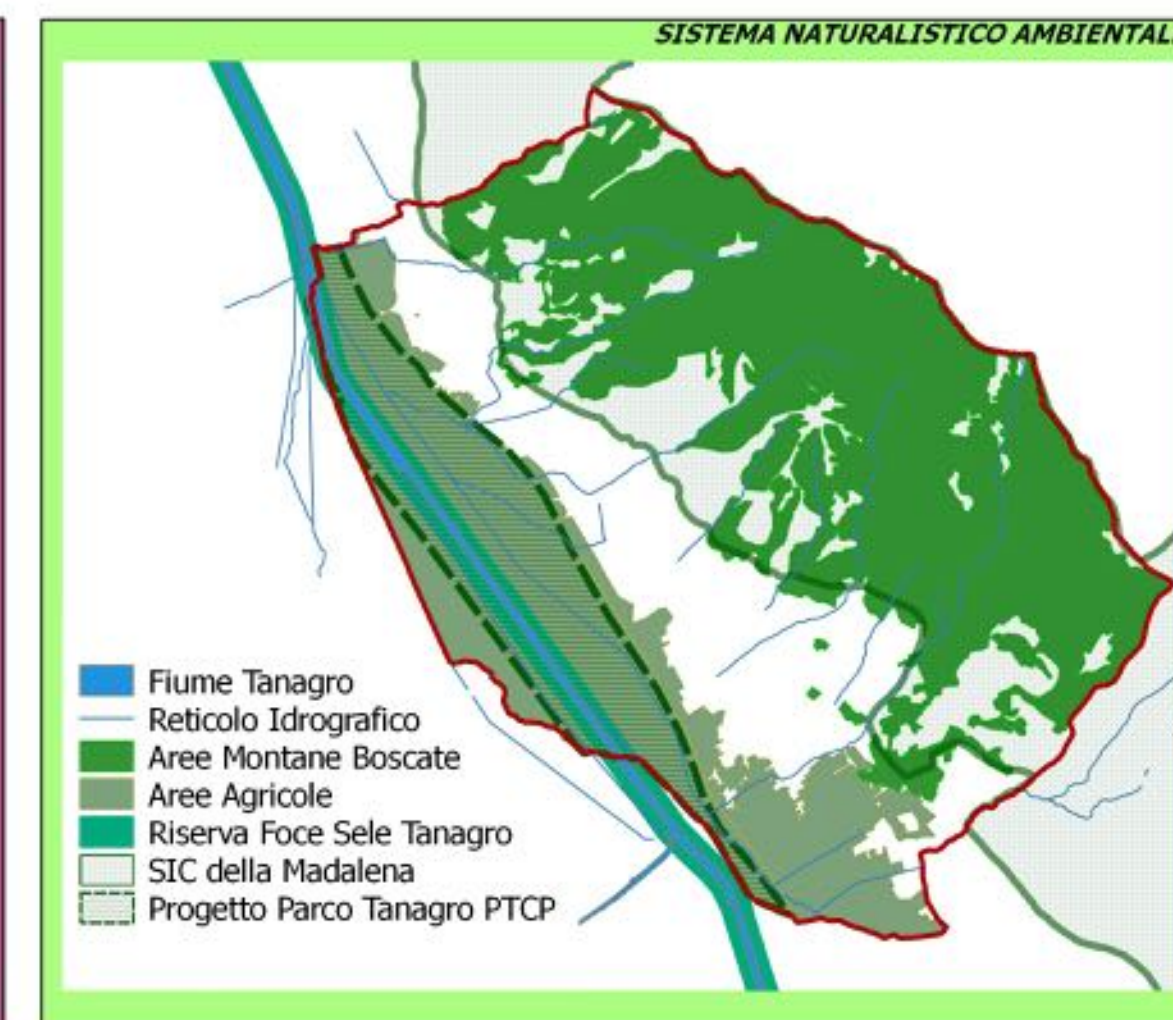 SISTEMA NATURALISTICO AMBIENTAL
Fiume Tanagro
Reticolo Idrografico
Aree Montane Boscate
Aree Agricole
Riserva Foce Sele Tanagro
SIC della Madalena
Progetto Parco Tanagro PTCP